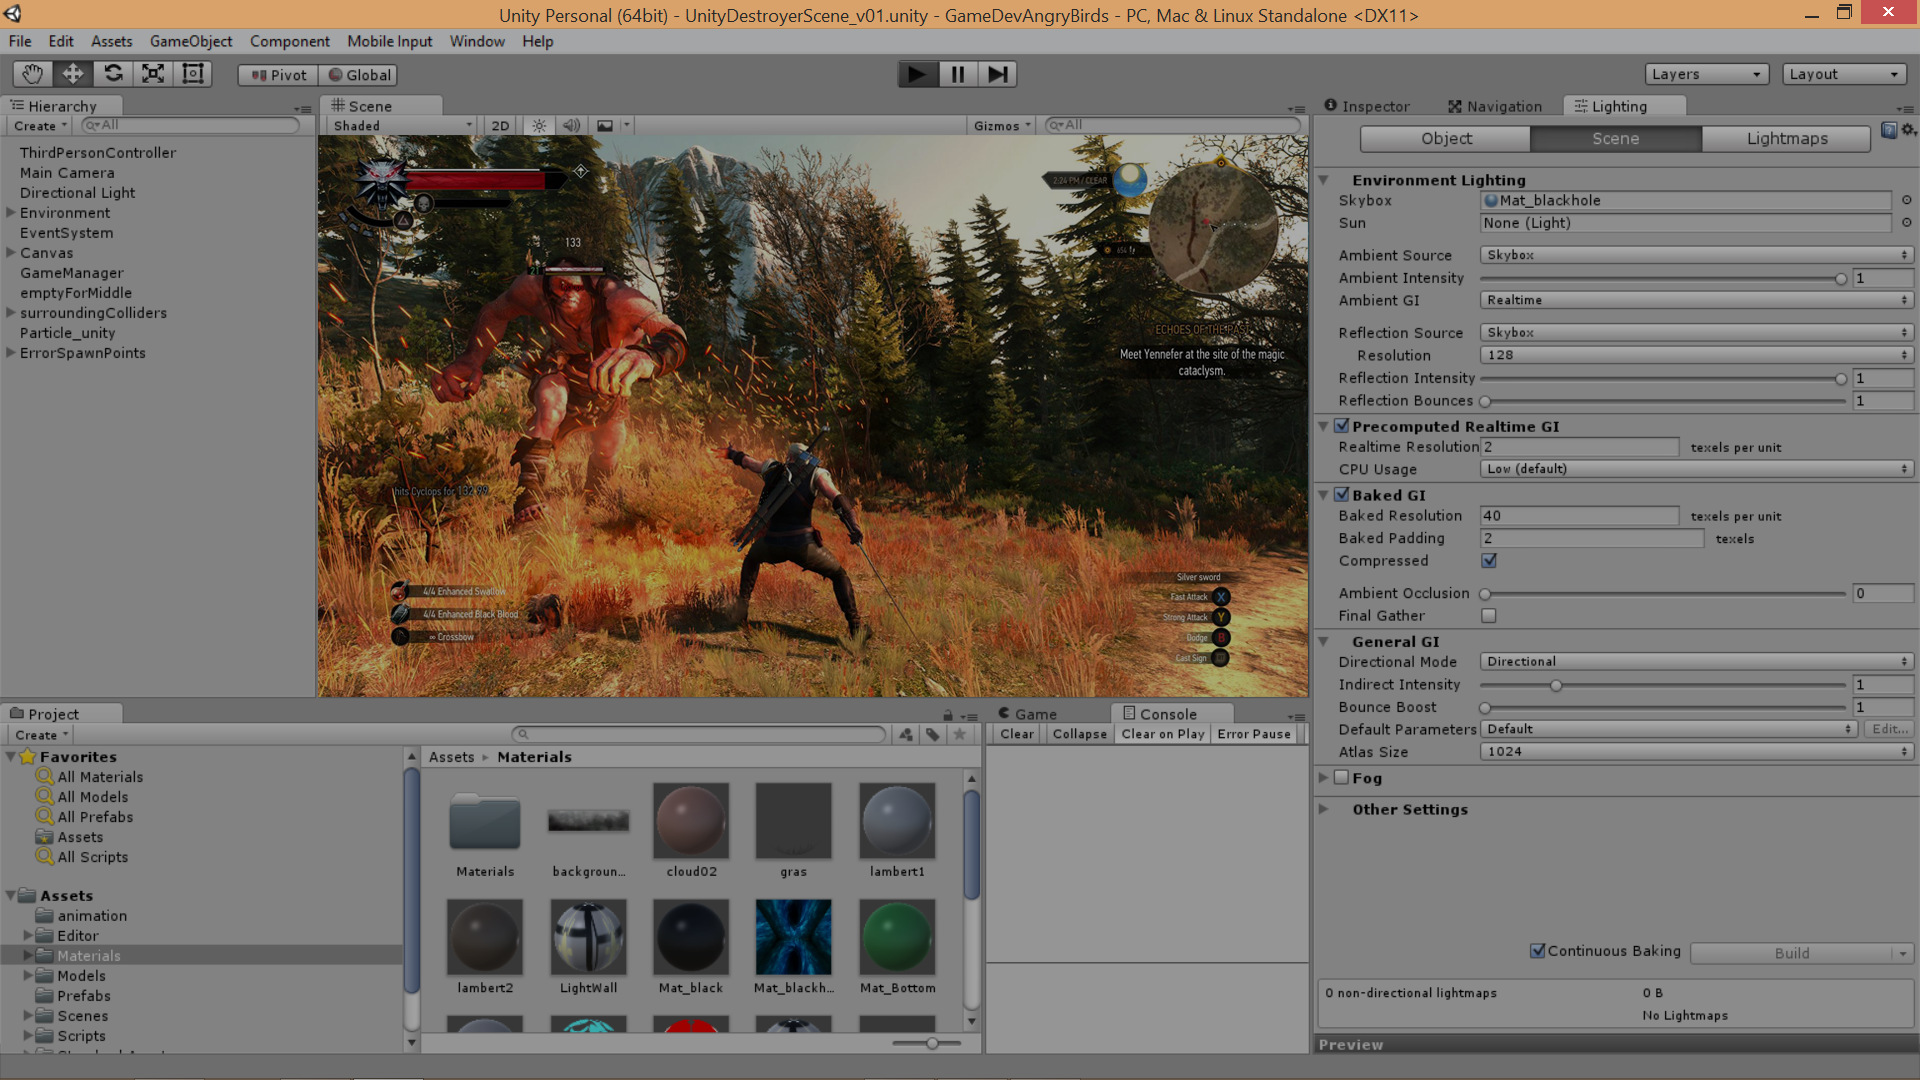 Unity Personal (64bit) - UnityDestroyerScene_v01.unity - GameDevAngryBirds - PC, Mac & Linux Standalone <DX11>
File Edit Assets GameObject Component Mobile Input Window Help
Pivot Global
Layers Layout
Hierarchy
Create All
ThirdPersonController
Main Camera
Directional Light
Environment
EventSystem
Canvas
GameManager
emptyForMiddle
surroundingColliders
Particle_unity
ErrorSpawnPoints
Scene
Shaded 2D Gizmos All
2:24 PM / CLEAR
133
ECHOES OF THE PAST
Meet Yennefer at the site of the magic
cataclysm.
hits Cyclops for 132.99
4/4 Enhanced Swallow
4/4 Enhanced Black Blood
∞ Crossbow
Silver sword
Fast Attack X
Strong Attack Y
Dodge B
Cast Sign
Inspector Navigation Lighting
Object Scene Lightmaps
Environment Lighting
Skybox Mat_blackhole
Sun None (Light)
Ambient Source Skybox
Ambient Intensity 1
Ambient GI Realtime
Reflection Source Skybox
Resolution 128
Reflection Intensity 1
Reflection Bounces 1
Precomputed Realtime GI
Realtime Resolution 2 texels per unit
CPU Usage Low (default)
Baked GI
Baked Resolution 40 texels per unit
Baked Padding 2 texels
Compressed
Ambient Occlusion 0
Final Gather
General GI
Directional Mode Directional
Indirect Intensity 1
Bounce Boost 1
Default Parameters Default Edit...
Atlas Size 1024
Fog
Other Settings
Continuous Baking Build
0 non-directional lightmaps 0 B
No Lightmaps
Preview
Project
Create
Favorites
All Materials
All Models
All Prefabs
Assets
All Scripts
Assets
animation
Editor
Materials
Models
Prefabs
Scenes
Scripts
Assets Materials
Materials backgroun... cloud02 gras lambert1
lambert2 LightWall Mat_black Mat_blackh... Mat_Bottom
Game Console
Clear Collapse Clear on Play Error Pause